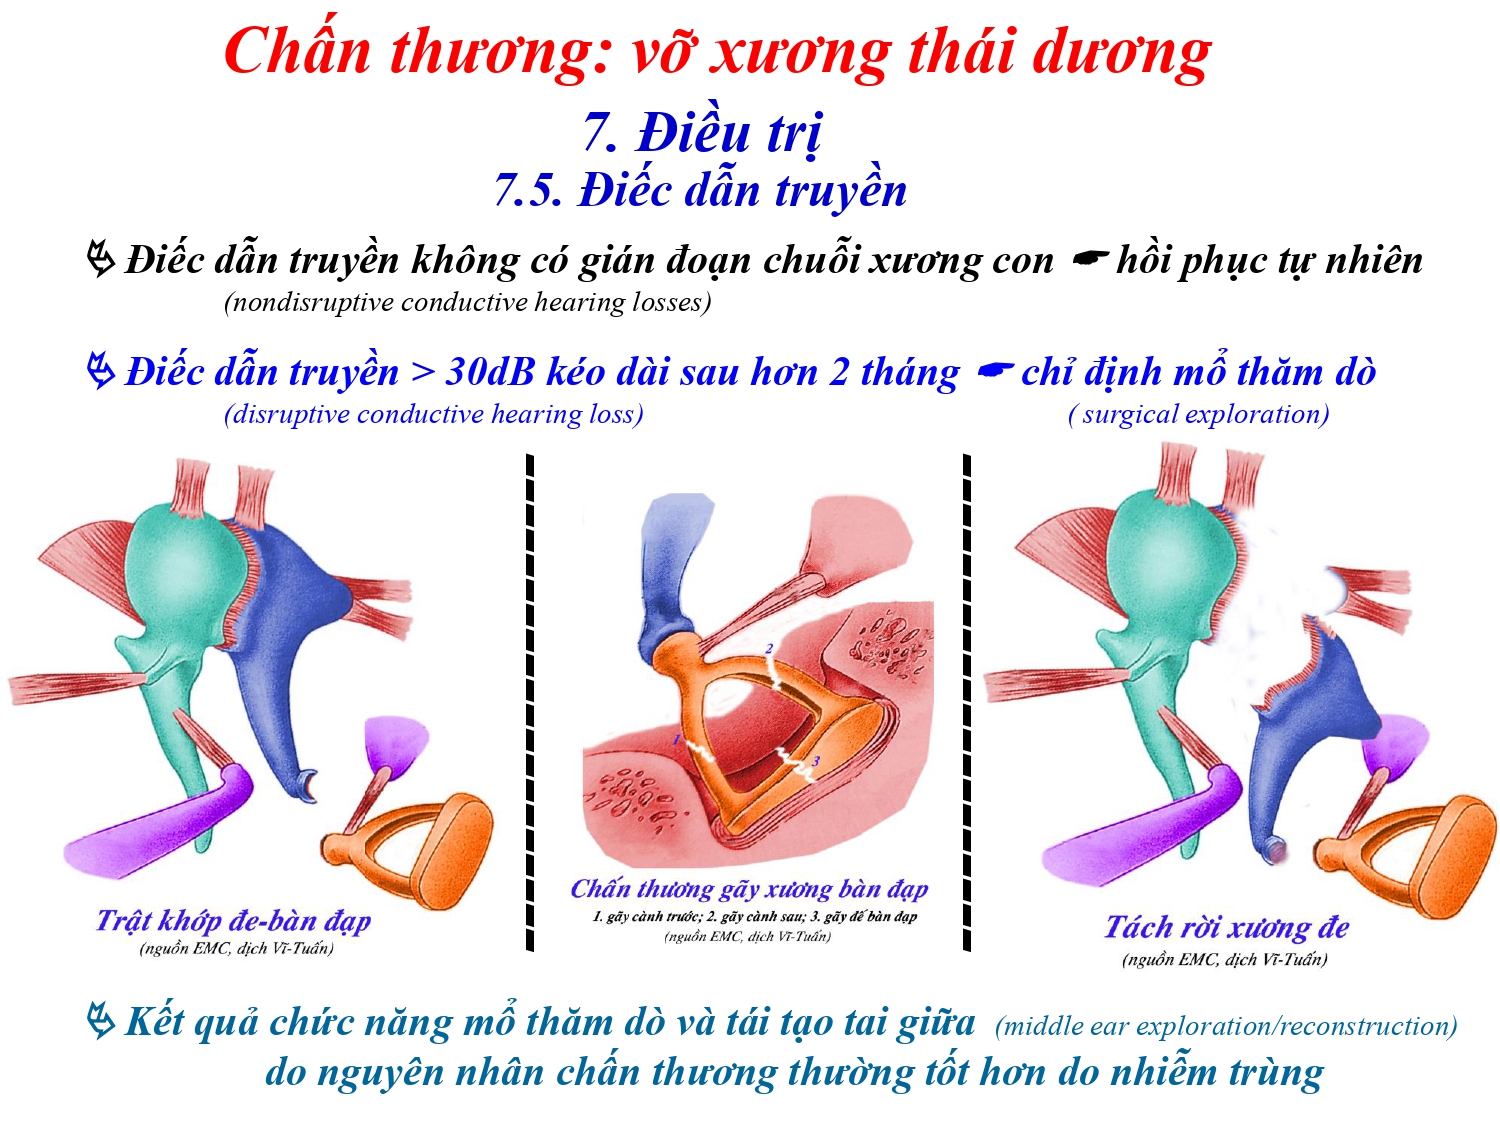 Chấn thương: vỡ xương thái dương
7. Điều trị
7.5. Điếc dẫn truyền
Điếc dẫn truyền không có gián đoạn chuỗi xương con ☛ hồi phục tự nhiên
(nondisruptive conductive hearing losses)
Điếc dẫn truyền > 30dB kéo dài sau hơn 2 tháng ☛ chỉ định mổ thăm dò
(disruptive conductive hearing loss) ( surgical exploration)
2
1
3
Trật khớp đe-bàn đạp
(nguồn EMC, dịch Vĩ-Tuấn)
Chấn thương gãy xương bàn đạp
1. gãy cành trước; 2. gãy cành sau; 3. gãy đế bàn đạp
(nguồn EMC, dịch Vĩ-Tuấn)
Tách rời xương đe
(nguồn EMC, dịch Vĩ-Tuấn)
Kết quả chức năng mổ thăm dò và tái tạo tai giữa (middle ear exploration/reconstruction)
do nguyên nhân chấn thương thường tốt hơn do nhiễm trùng